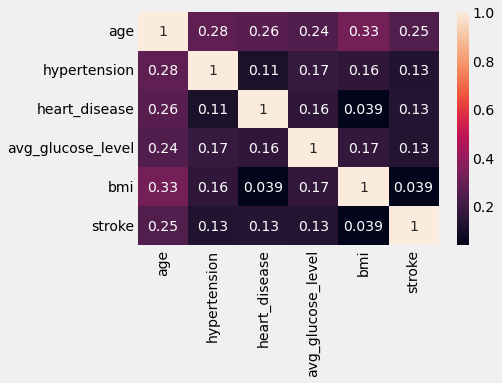 age 1 0.28 0.26 0.24 0.33 0.25
hypertension 0.28 1 0.11 0.17 0.16 0.13
heart_disease 0.26 0.11 1 0.16 0.039 0.13
avg_glucose_level 0.24 0.17 0.16 1 0.17 0.13
bmi 0.33 0.16 0.039 0.17 1 0.039
stroke 0.25 0.13 0.13 0.13 0.039 1
age
hypertension
heart_disease
avg_glucose_level
bmi
stroke
1.0
0.8
0.6
0.4
0.2